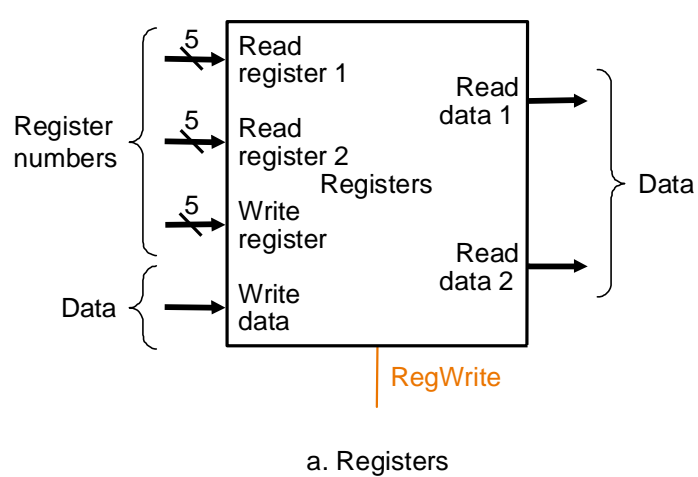 5
Read
register 1
5
Read
register 2
5
Write
register
Write
data
Register
numbers
Data
Registers
Read
data 1
Read
data 2
Data
RegWrite
a. Registers